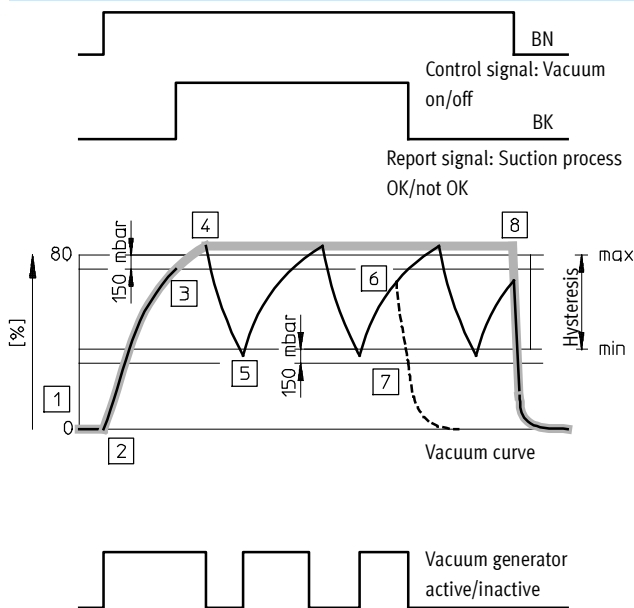 BN
Control signal: Vacuum
on/off
BK
Report signal: Suction process
OK/not OK
4
8
80
150 mbar
3
6
max
[%]
Hysteresis
min
150 mbar
5
7
1
0
2
Vacuum curve
Vacuum generator
active/inactive